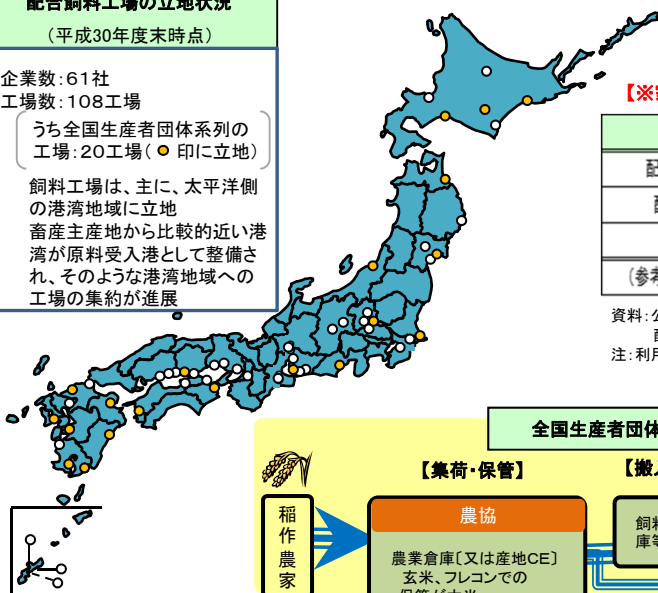 配合飼料工場の立地状況
（平成30年度末時点）
企業数：61社
工場数：108工場
うち全国生産者団体系列の
工場：20工場（ 印に立地）
飼料工場は、主に、太平洋側
の港湾地域に立地
畜産主産地から比較的近い港
湾が原料受入港として整備さ
れ、そのような港湾地域への
工場の集約が進展
【※
配
（参考
資料：
注：利用
全国生産者団体
【集荷・保管】
【搬入
稲作農家
農協
農業倉庫〔又は産地CE〕
玄米、フレコンでの
飼料
庫等